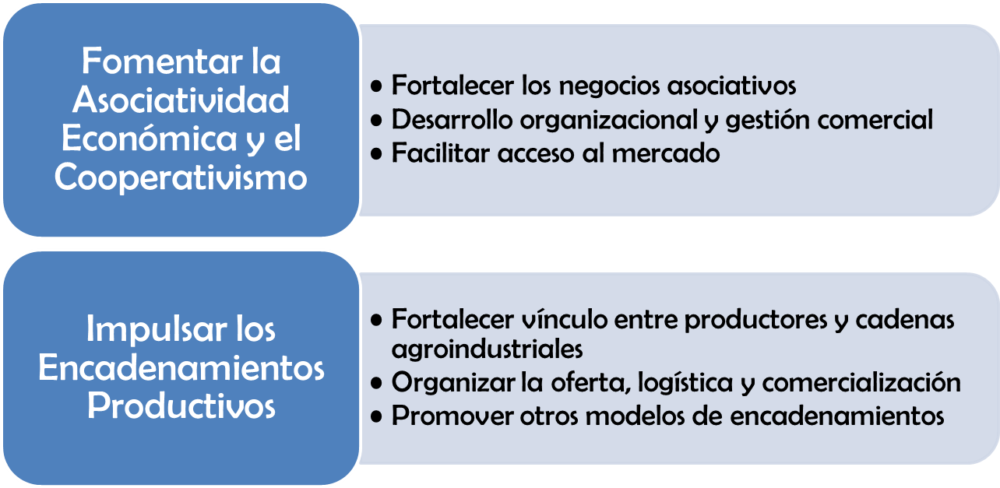 Fomentar la
Asociatividad
Económica y el
Cooperativismo
• Fortalecer los negocios asociativos
• Desarrollo organizacional y gestión comercial
• Facilitar acceso al mercado
Impulsar los
Encadenamientos
Productivos
• Fortalecer vínculo entre productores y cadenas
agroindustriales
• Organizar la oferta, logística y comercialización
• Promover otros modelos de encadenamientos